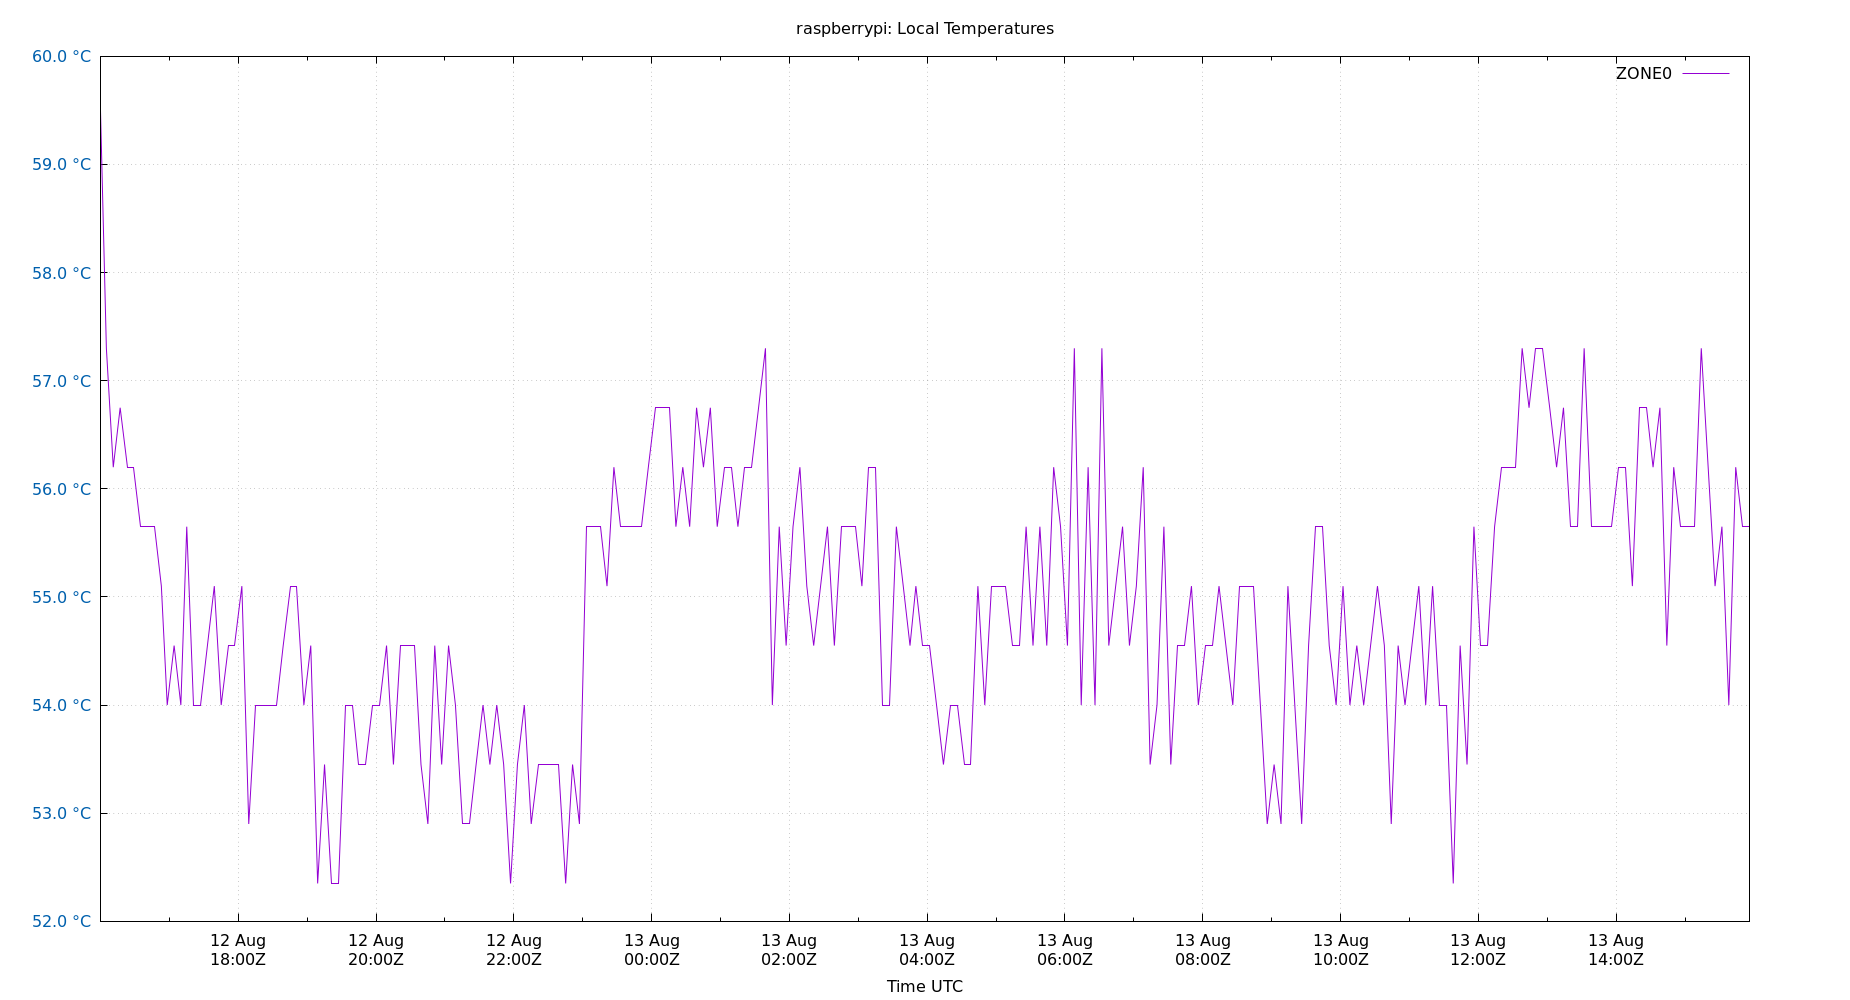 raspberrypi: Local Temperatures
60.0 °C
ZONE0
59.0 °C
58.0 °C
57.0 °C
56.0 °C
55.0 °C
54.0 °C
53.0 °C
52.0 °C
12 Aug
18:00Z
12 Aug
20:00Z
12 Aug
22:00Z
13 Aug
00:00Z
13 Aug
02:00Z
13 Aug
04:00Z
13 Aug
06:00Z
13 Aug
08:00Z
13 Aug
10:00Z
13 Aug
12:00Z
13 Aug
14:00Z
Time UTC